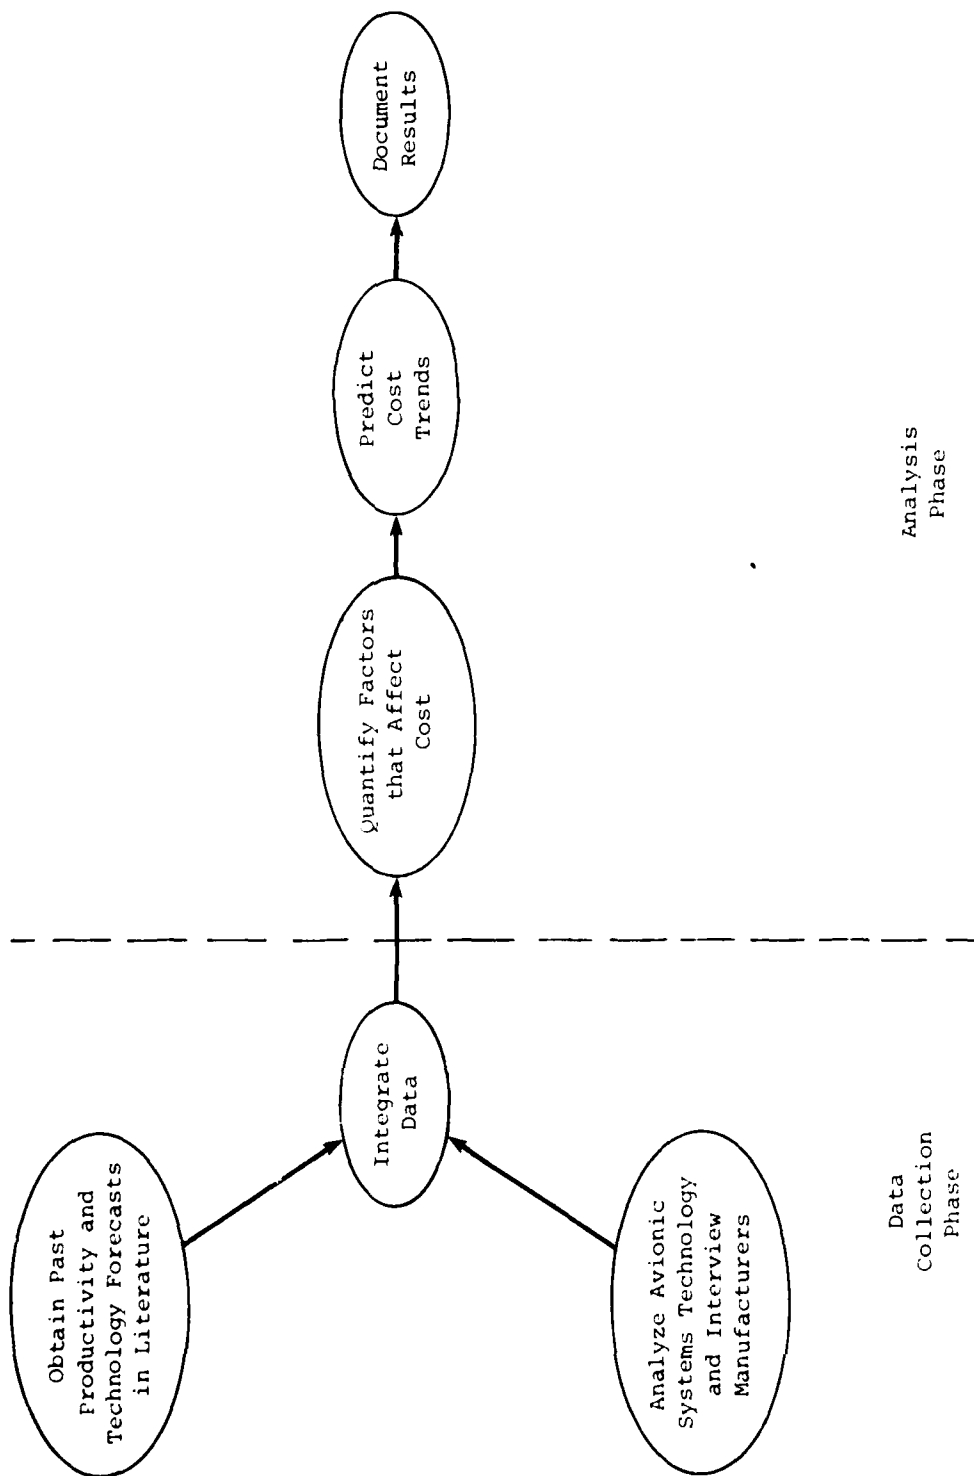 Obtain Past
Productivity and
Technology Forecasts
in Literature
Analyze Avionic
Systems Technology
and Interview
Manufacturers
Integrate
Data
Quantify Factors
that Affect
Cost
Predict
Cost
Trends
Document
Results
Data
Collection
Phase
Analysis
Phase